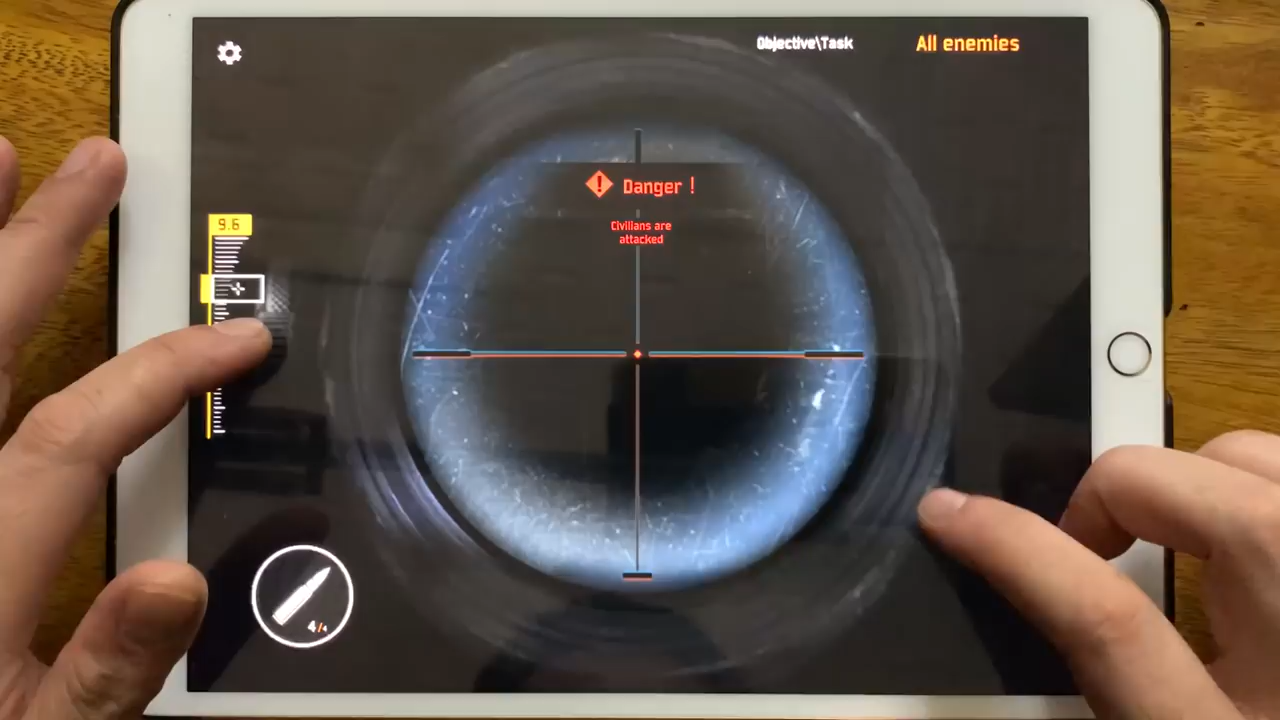 Objective\Task
All enemies
Danger !
Civilians are
attacked
9.6
4/4